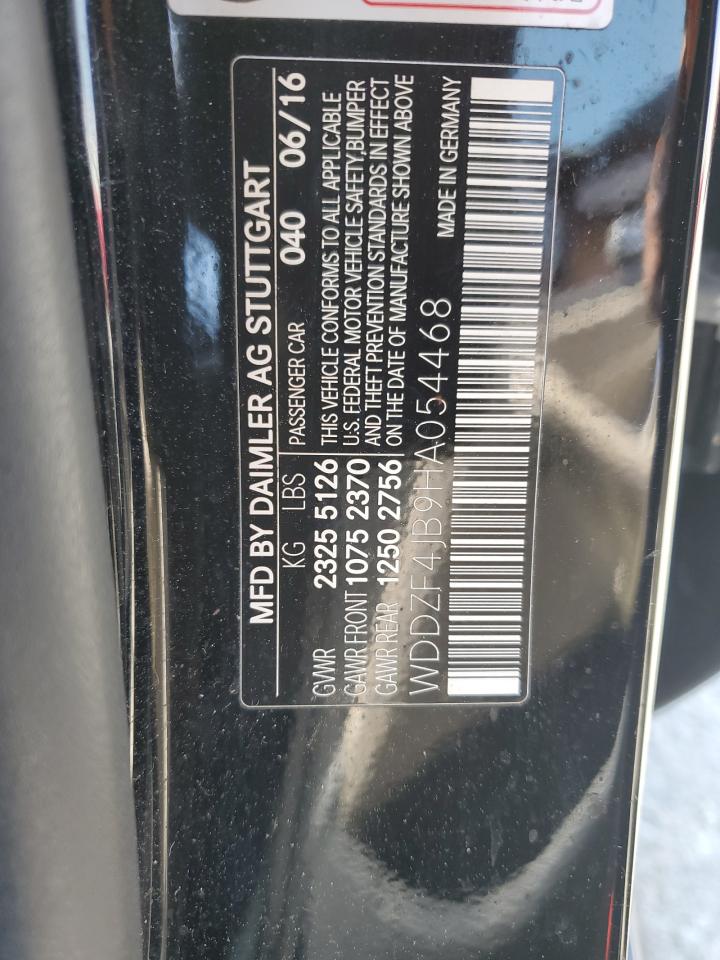 MFD BY DAIMLER AG STUTTGART
KG LBS PASSENGER CAR 040 06/16
GVWR 2325 5126
GAWR FRONT 1075 2370
GAWR REAR 1250 2756
THIS VEHICLE CONFORMS TO ALL APPLICABLE
U.S. FEDERAL MOTOR VEHICLE SAFETY,BUMPER
AND THEFT PREVENTION STANDARDS IN EFFECT
ON THE DATE OF MANUFACTURE SHOWN ABOVE
WDDZF4JB9HA054468 MADE IN GERMANY